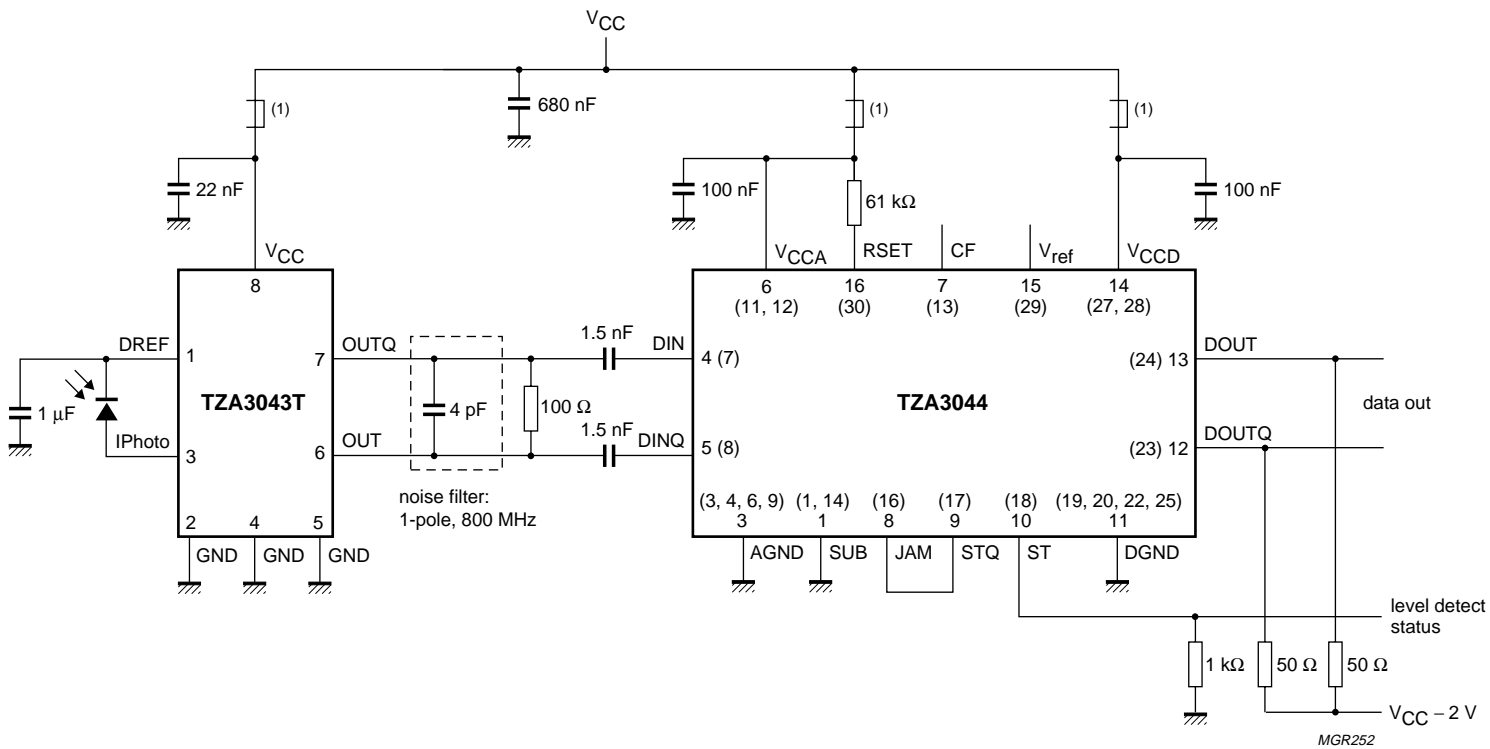 VCC
(1)
680 nF
(1)
(1)
22 nF
100 nF
61 kΩ
100 nF
VCC
VCCA
RSET
CF
Vref
VCCD
8
6
16
7
15
14
(11, 12)
(30)
(13)
(29)
(27, 28)
DREF
1
OUTQ
7
1.5 nF
DIN
4 (7)
(24) 13
DOUT
1 µF
TZA3043T
4 pF
100 Ω
TZA3044
data out
IPhoto
3
OUT
6
1.5 nF
DINQ
5 (8)
(23) 12
DOUTQ
noise filter:
1-pole, 800 MHz
2
4
5
GND
GND
GND
(3, 4, 6, 9)
(1, 14)
(16)
(17)
(18)
(19, 20, 22, 25)
3
1
8
9
10
11
AGND
SUB
JAM
STQ
ST
DGND
level detect
status
1 kΩ
50 Ω
50 Ω
VCC – 2 V
MGR252